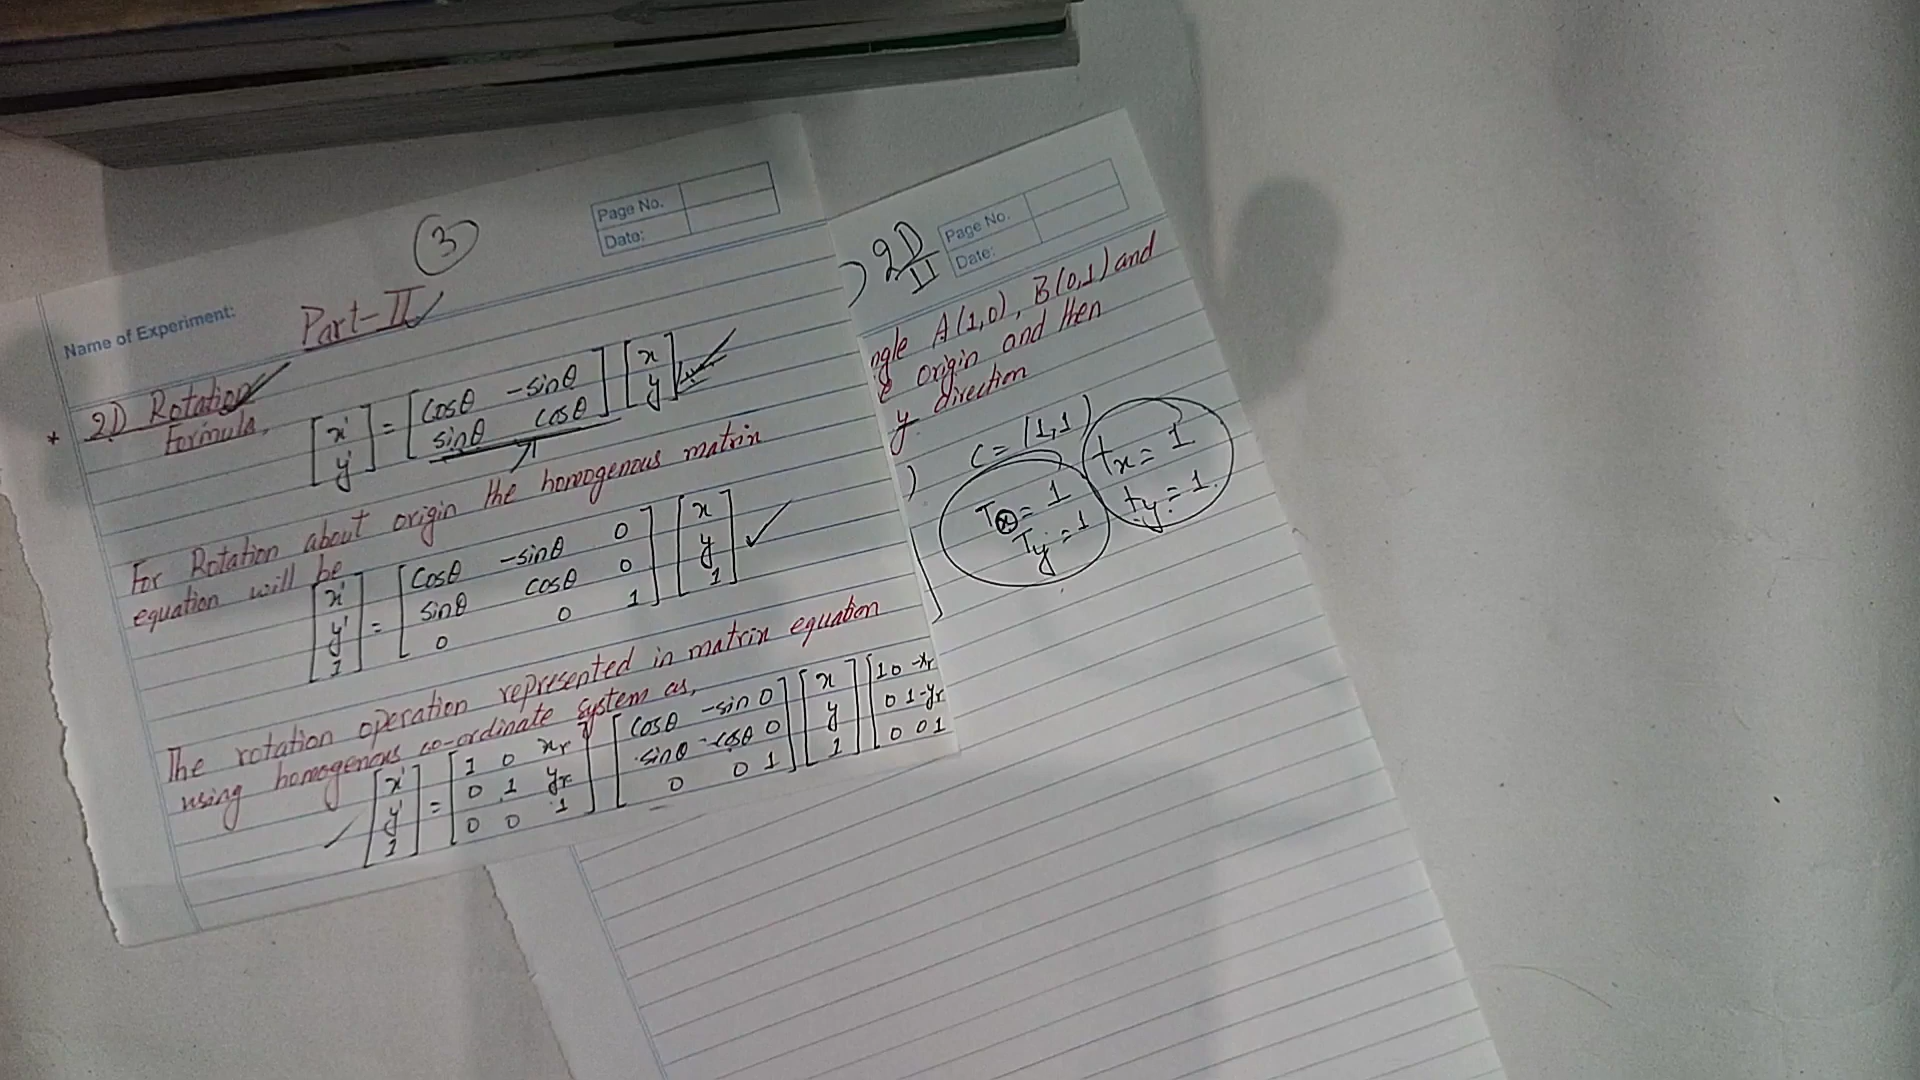 3
Page No.
Date:
Name of Experiment:
Part-II
* 2D Rotation
Formula.
[x' y'] = [cosθ -sinθ
sinθ cosθ] [x y]
For Rotation about origin the homogenous matrix
equation will be
[x' y' 1] = [cosθ -sinθ 0
sinθ cosθ 0
0 0 1] [x y 1]
The rotation operation represented in matrix equation
using homogenous co-ordinate system as,
[x' y' 1] = [1 0 xr
0 1 yr
0 0 1] [cosθ -sin 0
sinθ -cosθ 0
0 0 1] [x y 1] [1 0 -xr
0 1 -yr
0 0 1]
2D
II
Page No.
Date:
ngle A(1,0), B(0,1) and
origin and then
y direction
C = (1,1)
Tx = 1
Ty = 1
tx = 1
ty = 1.